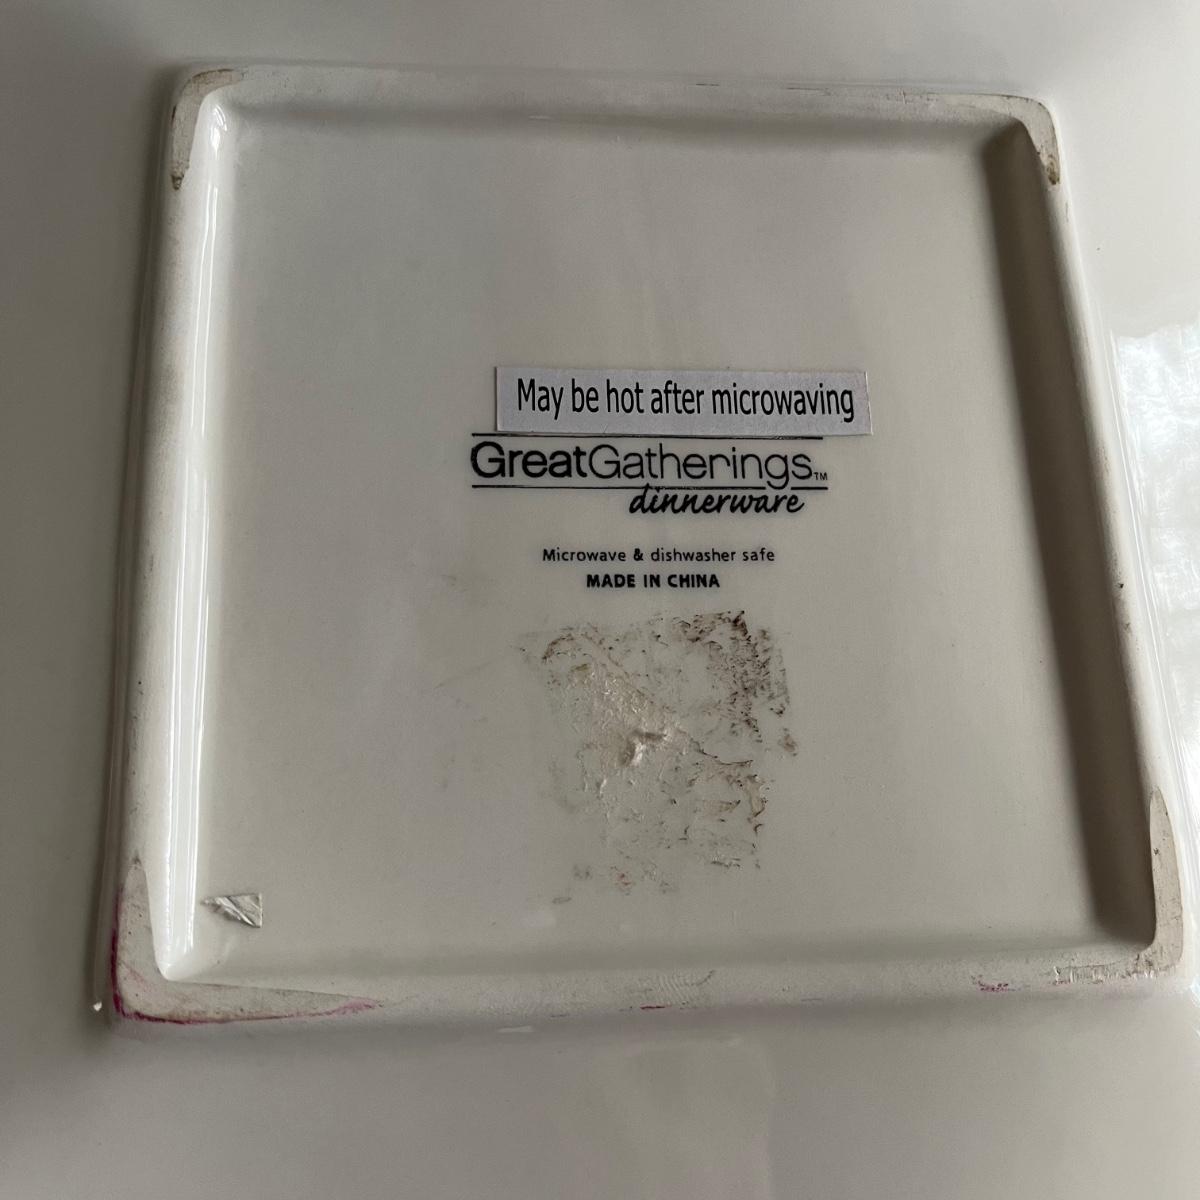 May be hot after microwaving
GreatGatherings™
dinnerware
Microwave & dishwasher safe
MADE IN CHINA